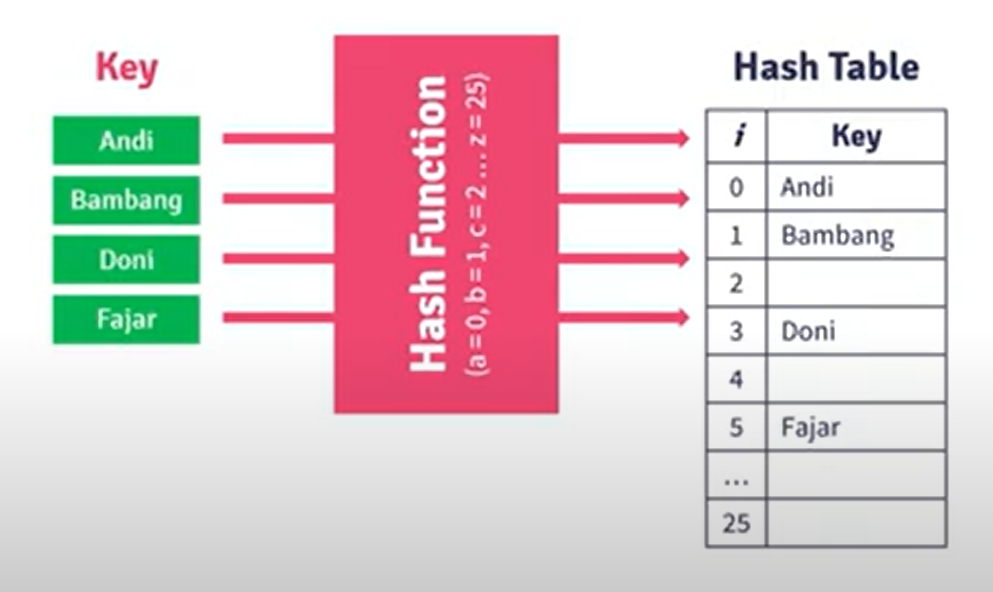 Key
Andi
Bambang
Doni
Fajar
Hash Function
(a = 0, b = 1, c = 2 ... z = 25)
Hash Table
i Key
0 Andi
1 Bambang
2
3 Doni
4
5 Fajar
...
25